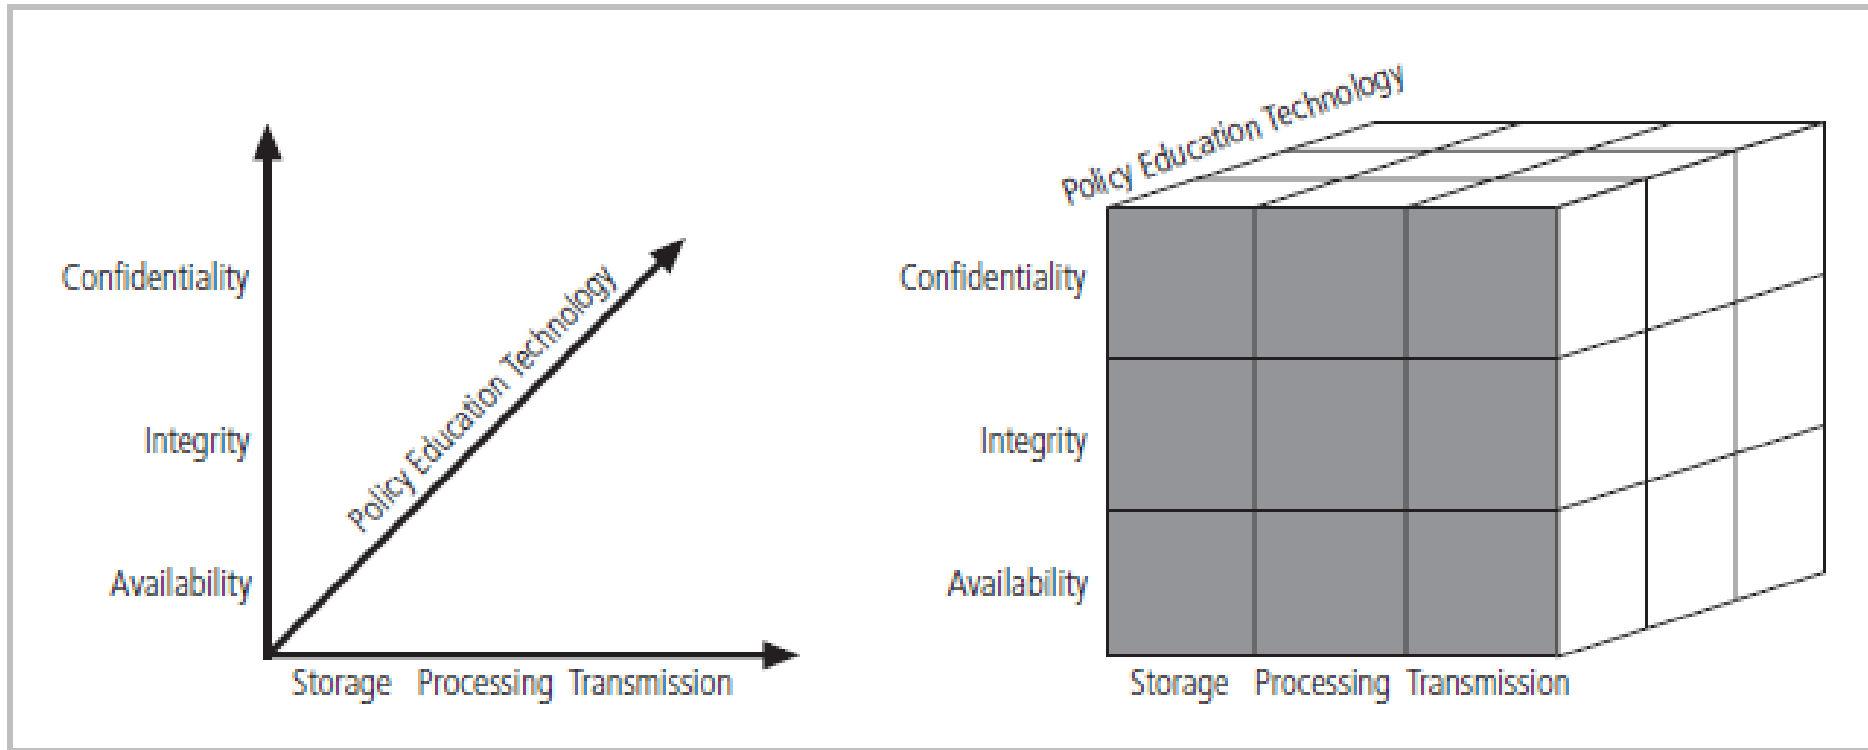 Confidentiality
Integrity
Availability
Policy Education Technology
Storage Processing Transmission
Policy Education Technology
Confidentiality
Integrity
Availability
Storage Processing Transmission